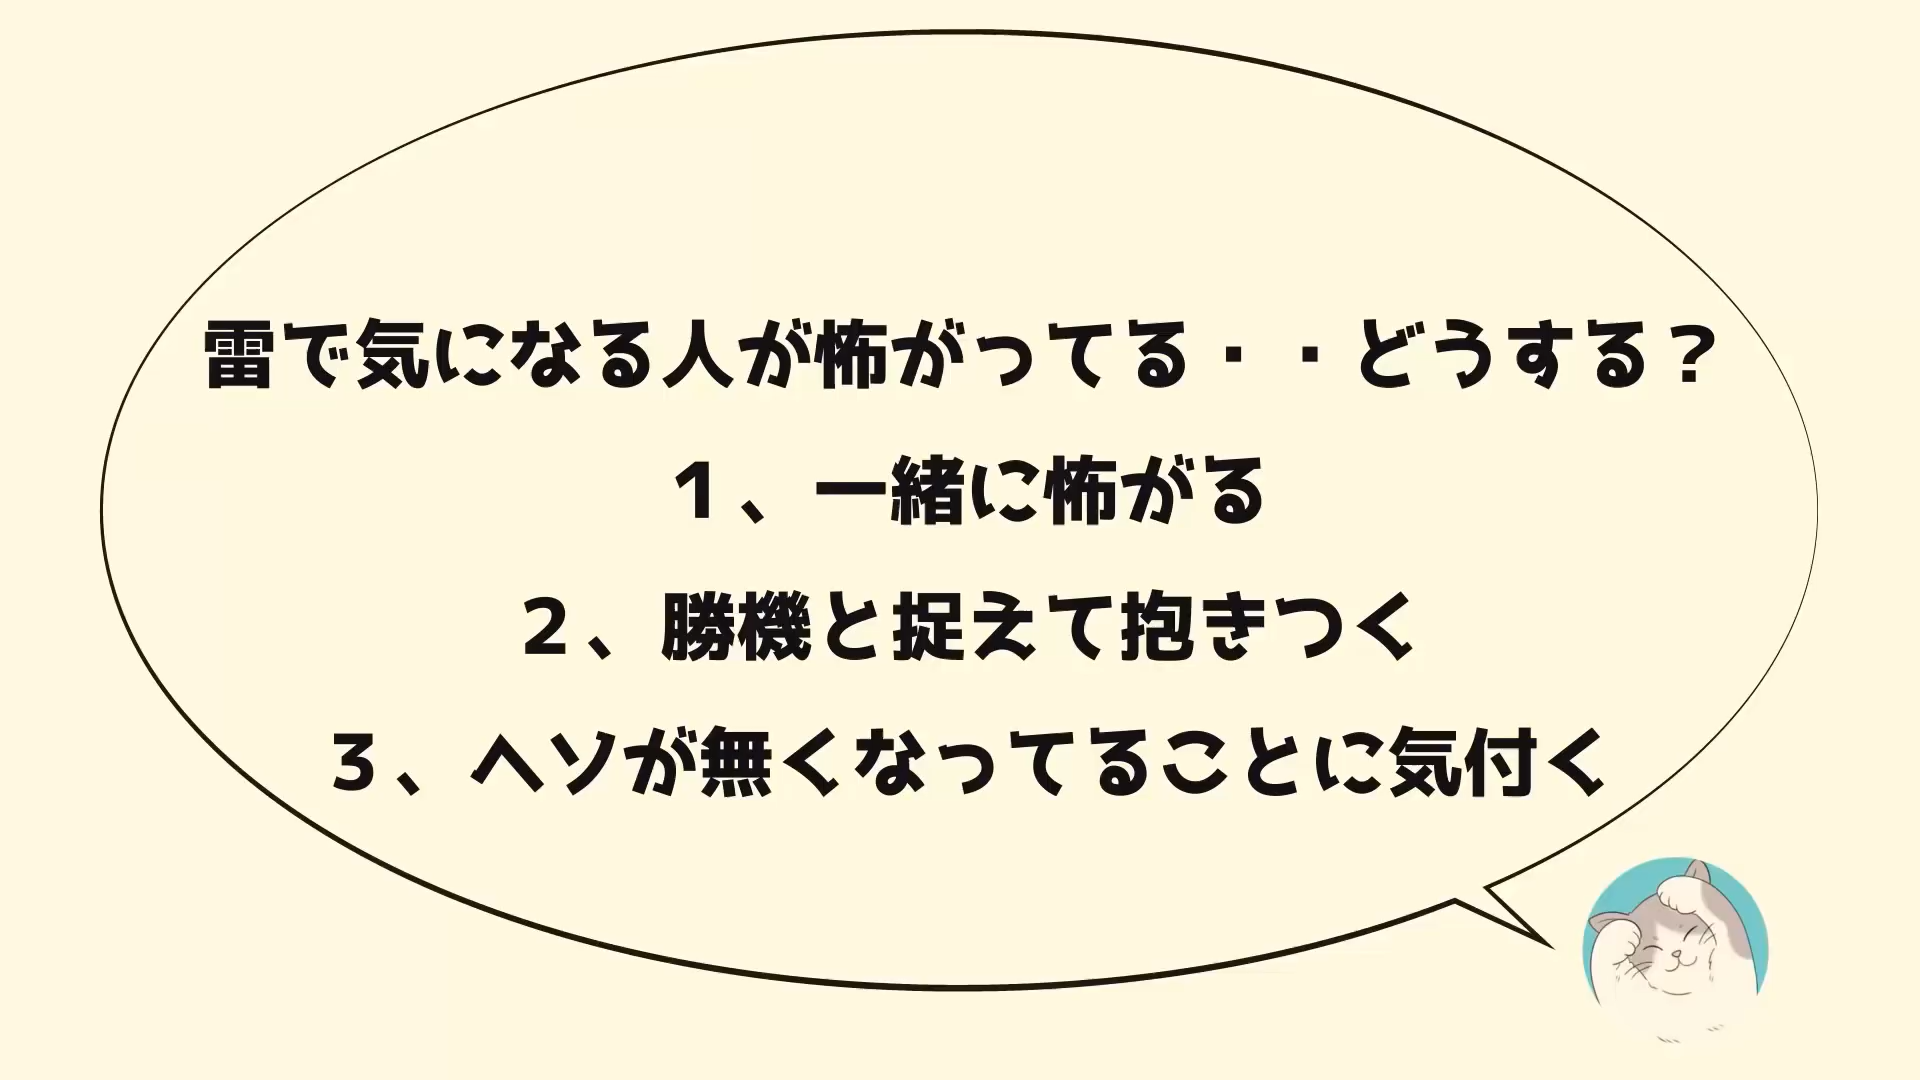 雷で気になる人が怖がってる・・どうする？
１、一緒に怖がる
２、勝機と捉えて抱きつく
３、ヘソが無くなってることに気付く